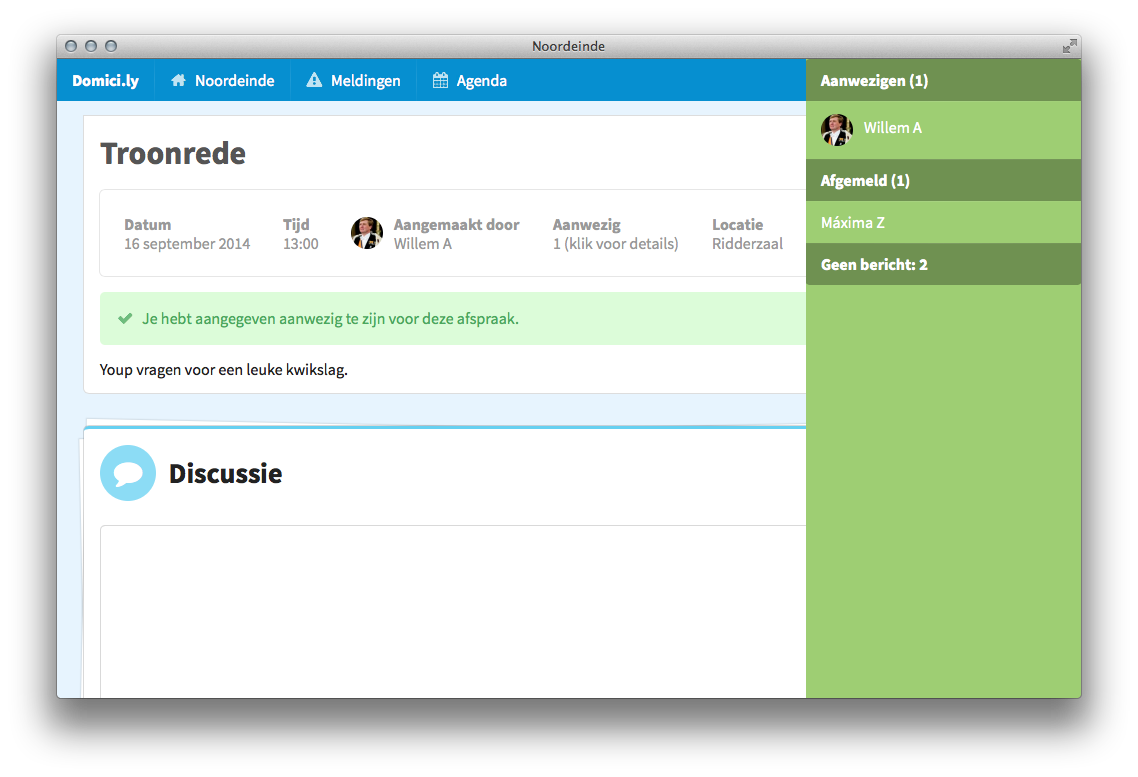 Noordeinde
Domici.ly Noordeinde Meldingen Agenda
Troonrede
Datum
16 september 2014
Tijd
13:00
Aangemaakt door
Willem A
Aanwezig
1 (klik voor details)
Locatie
Ridderzaal
Je hebt aangegeven aanwezig te zijn voor deze afspraak.
Youp vragen voor een leuke kwikslag.
Discussie
Aanwezigen (1)
Willem A
Afgemeld (1)
Máxima Z
Geen bericht: 2